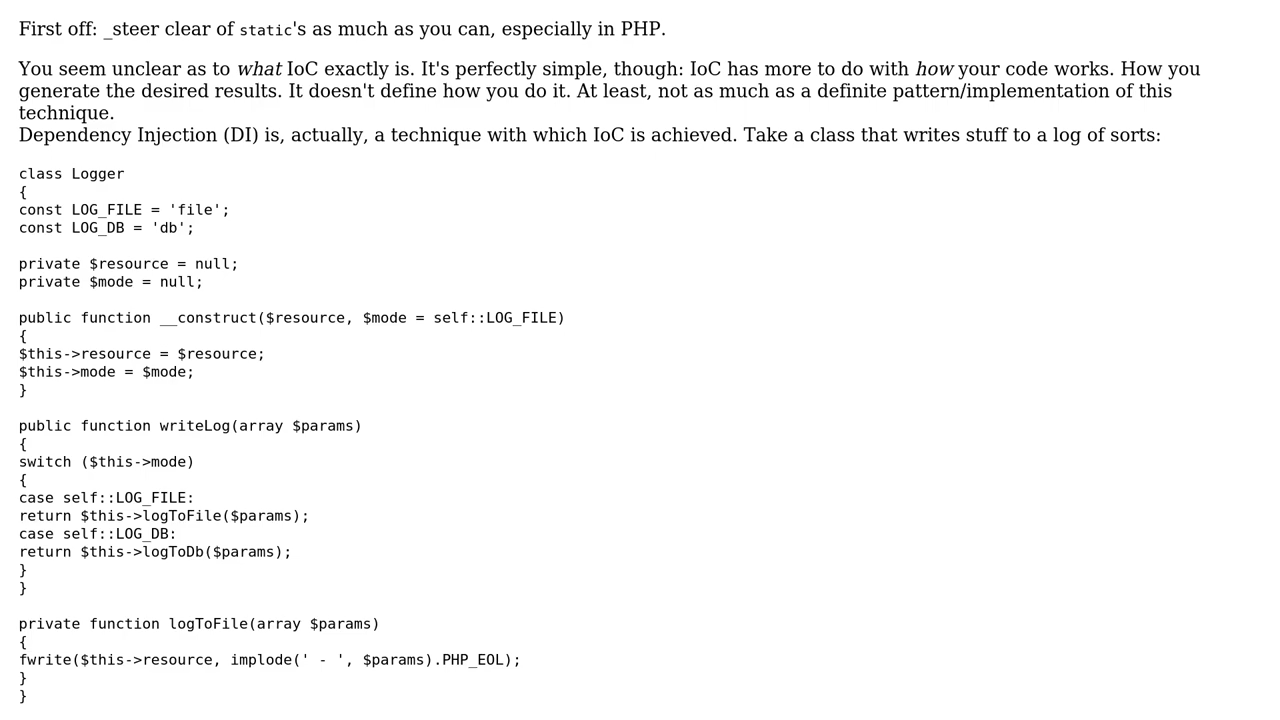 First off: _steer clear of static's as much as you can, especially in PHP.
You seem unclear as to what IoC exactly is. It's perfectly simple, though: IoC has more to do with how your code works. How you
generate the desired results. It doesn't define how you do it. At least, not as much as a definite pattern/implementation of this
technique.
Dependency Injection (DI) is, actually, a technique with which IoC is achieved. Take a class that writes stuff to a log of sorts:
class Logger
{
const LOG_FILE = 'file';
const LOG_DB = 'db';
private $resource = null;
private $mode = null;
public function __construct($resource, $mode = self::LOG_FILE)
{
$this->resource = $resource;
$this->mode = $mode;
}
public function writeLog(array $params)
{
switch ($this->mode)
{
case self::LOG_FILE:
return $this->logToFile($params);
case self::LOG_DB:
return $this->logToDb($params);
}
}
private function logToFile(array $params)
{
fwrite($this->resource, implode(' - ', $params).PHP_EOL);
}
}